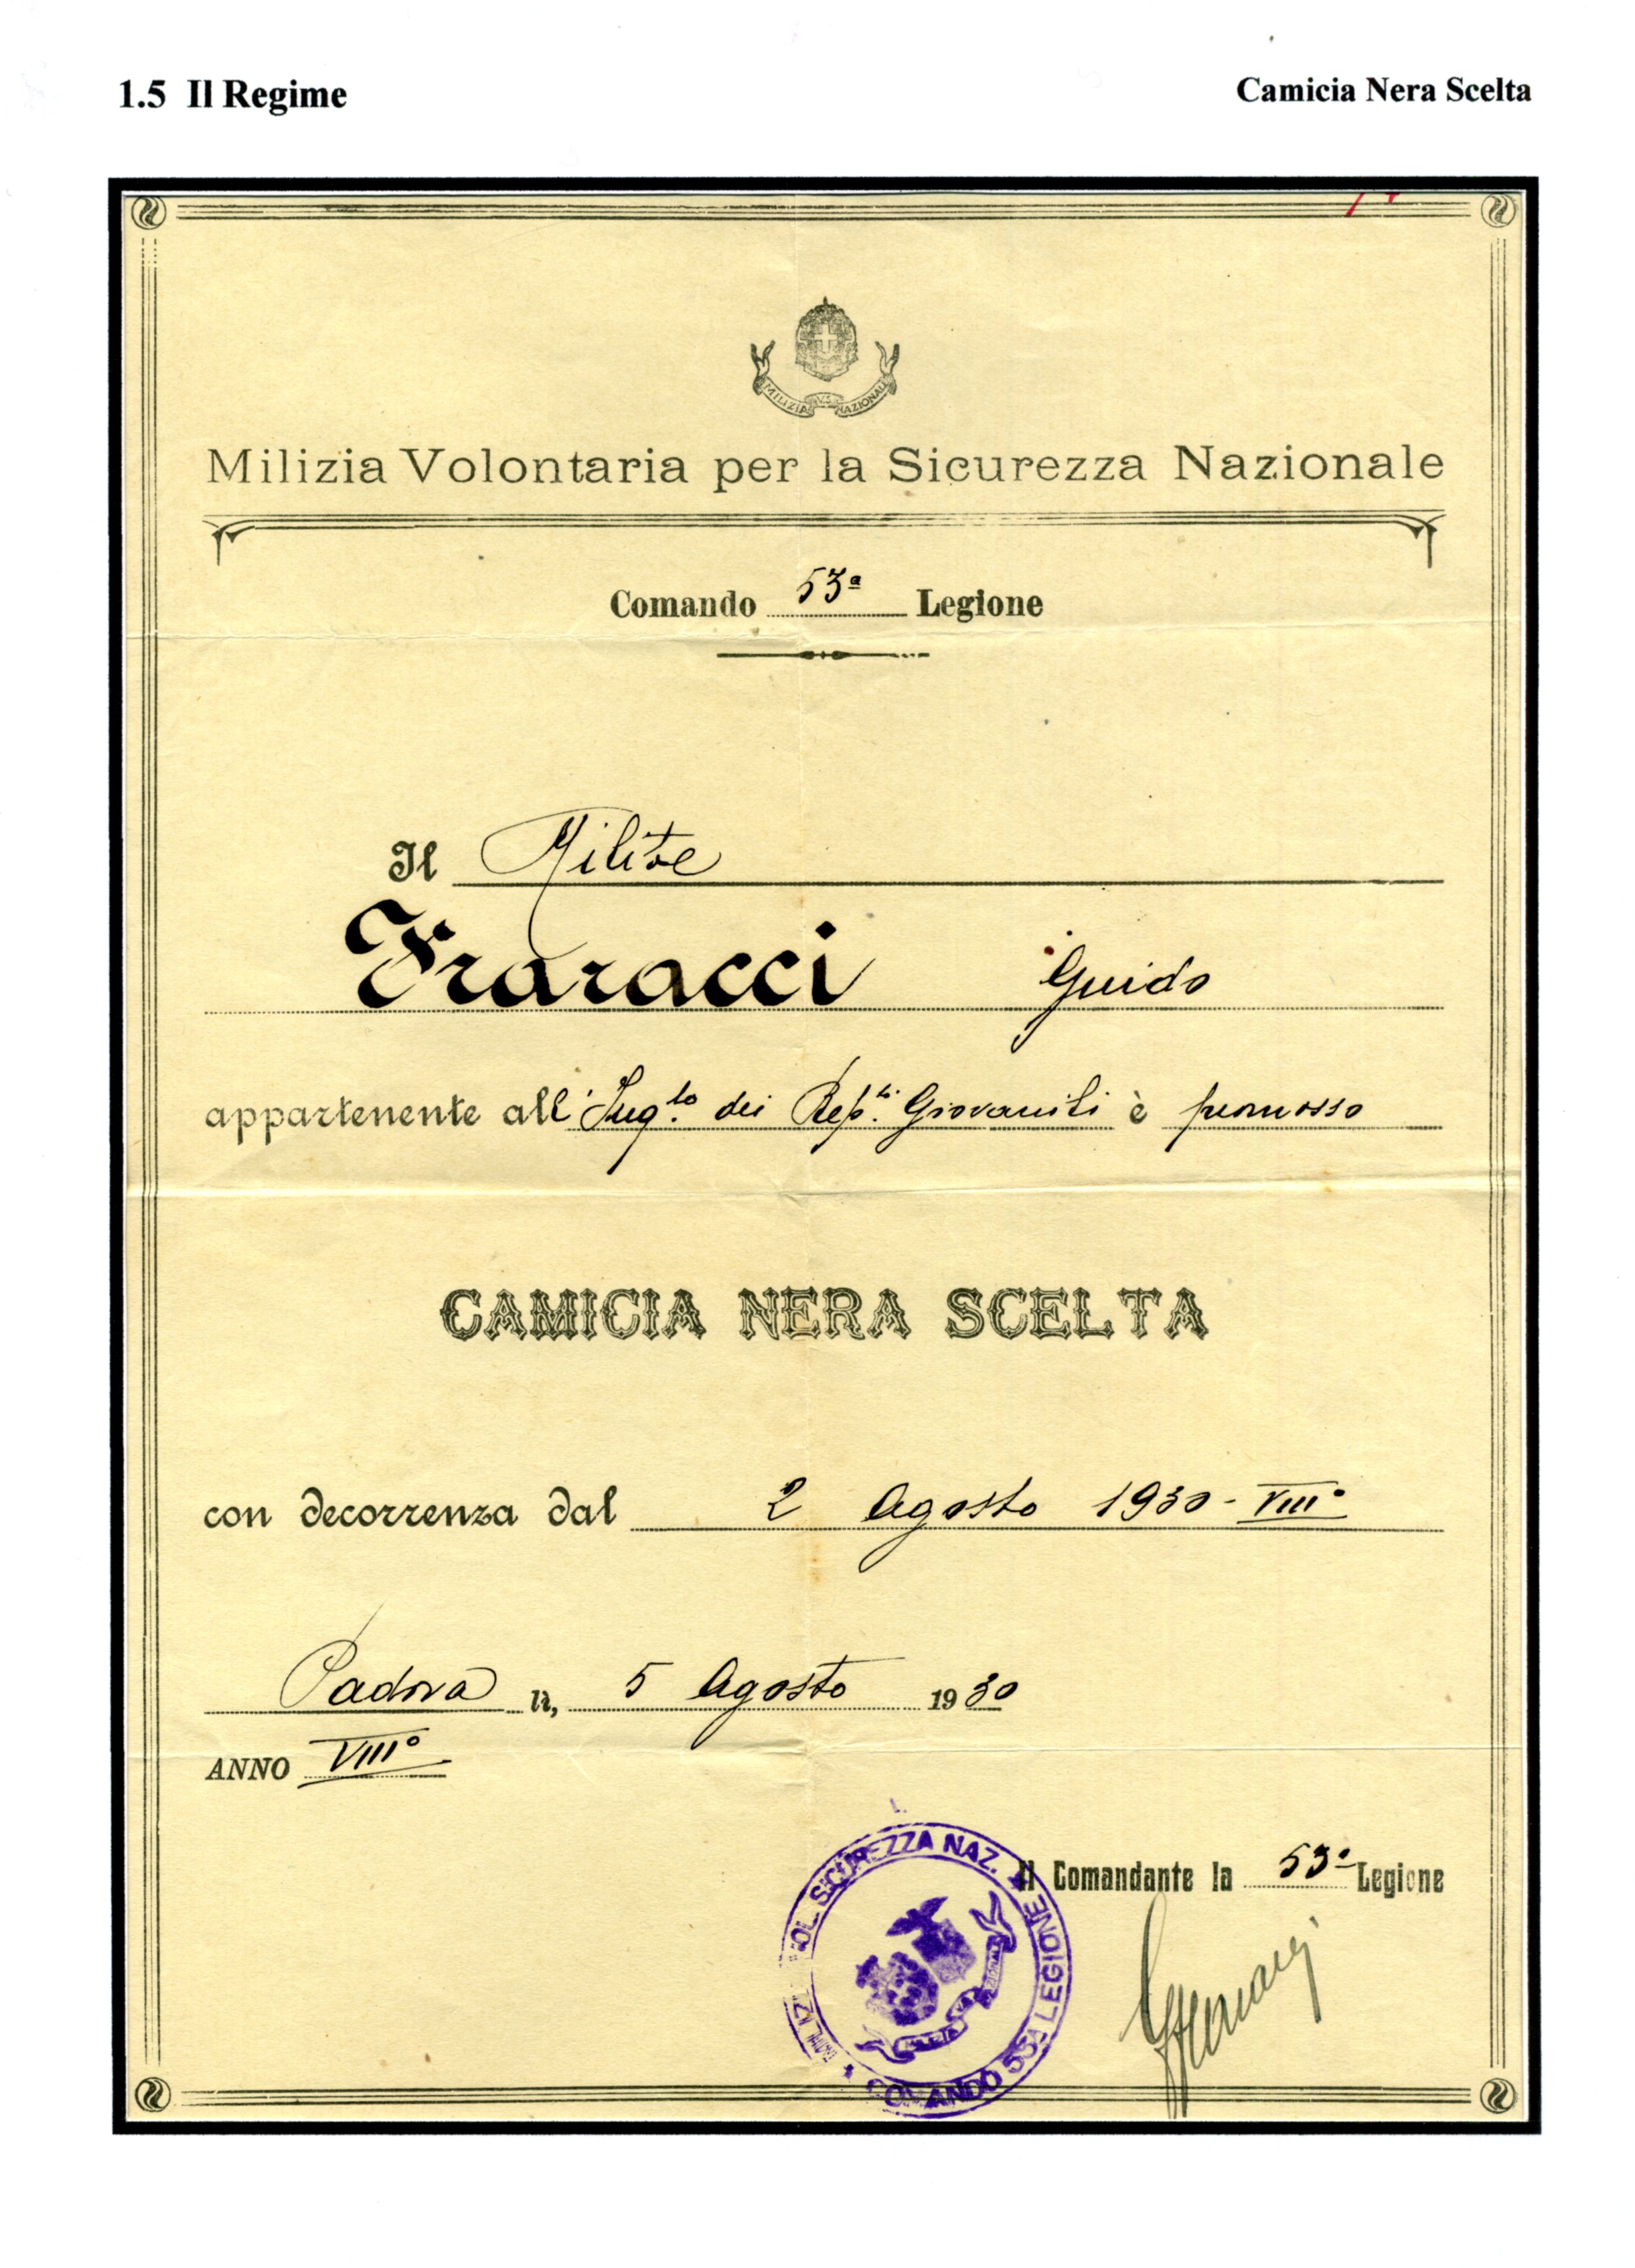 1.5 Il Regime
Camicia Nera Scelta
MILIZIA V.S. NAZIONALE
Milizia Volontaria per la Sicurezza Nazionale
Comando 53ª Legione
Il Milite
Fraracci Guido
appartenente all' dei Rep.ti Giovanili è promosso
CAMICIA NERA SCELTA
con decorrenza dal 2 Agosto 1930 - VIII°
Padova li, 5 Agosto 1930
ANNO VIII°
Il Comandante la 53ª Legione
VOL. SICUREZZA NAZ.
COMANDO 53A LEGIONE